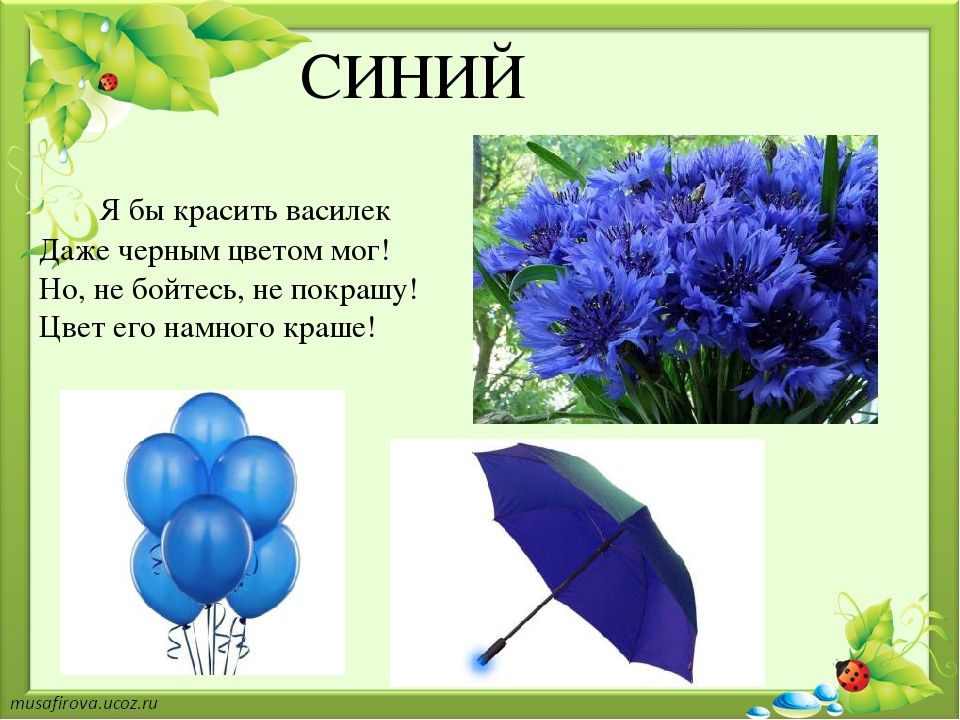 СИНИЙ
Я бы красить василек
Даже черным цветом мог!
Но, не бойтесь, не покрашу!
Цвет его намного краше!
musafirova.ucoz.ru